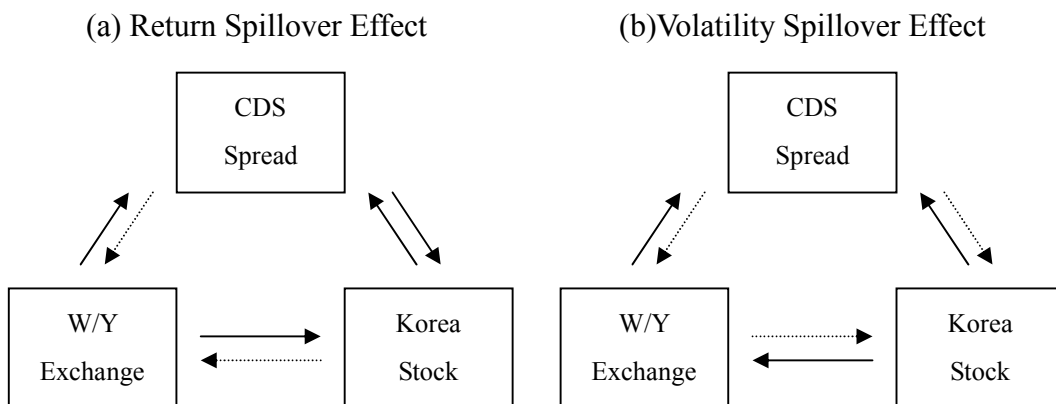 (a) Return Spillover Effect
CDS
Spread
W/Y
Exchange
Korea
Stock
(b)Volatility Spillover Effect
CDS
Spread
W/Y
Exchange
Korea
Stock